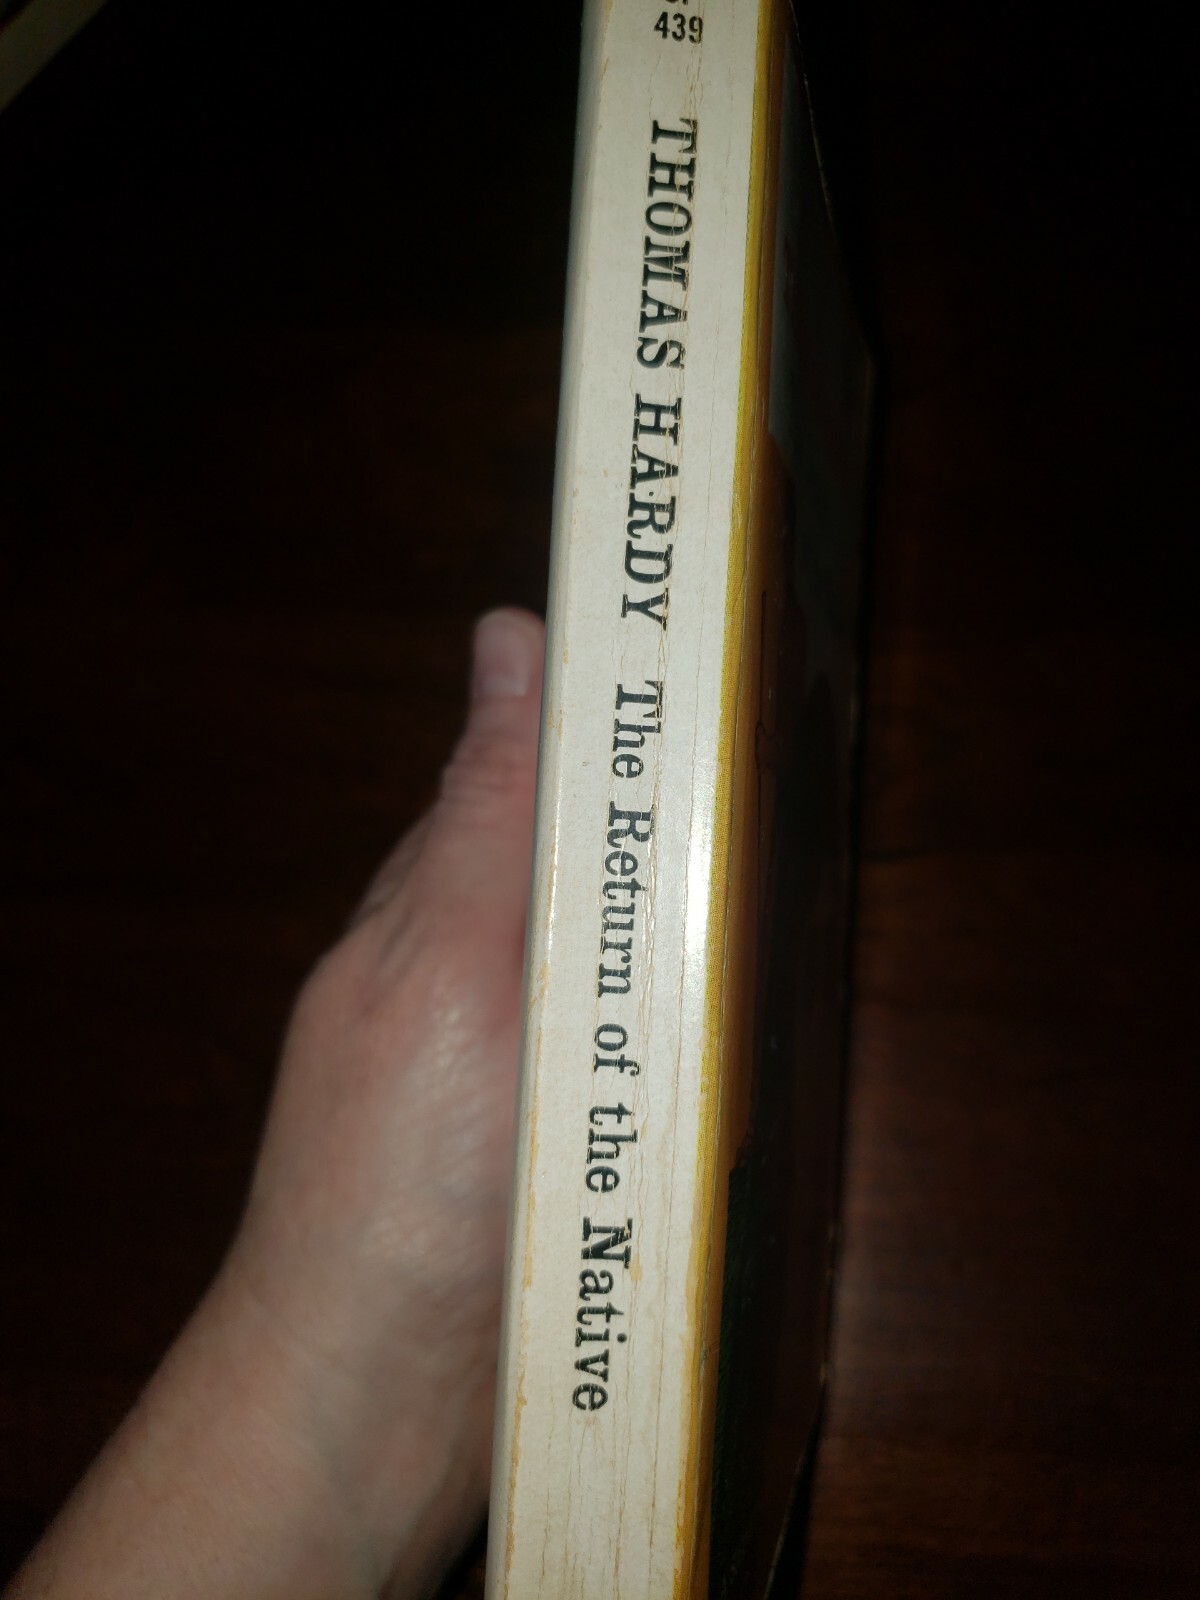 439
THOMAS HARDY The Return of the Native